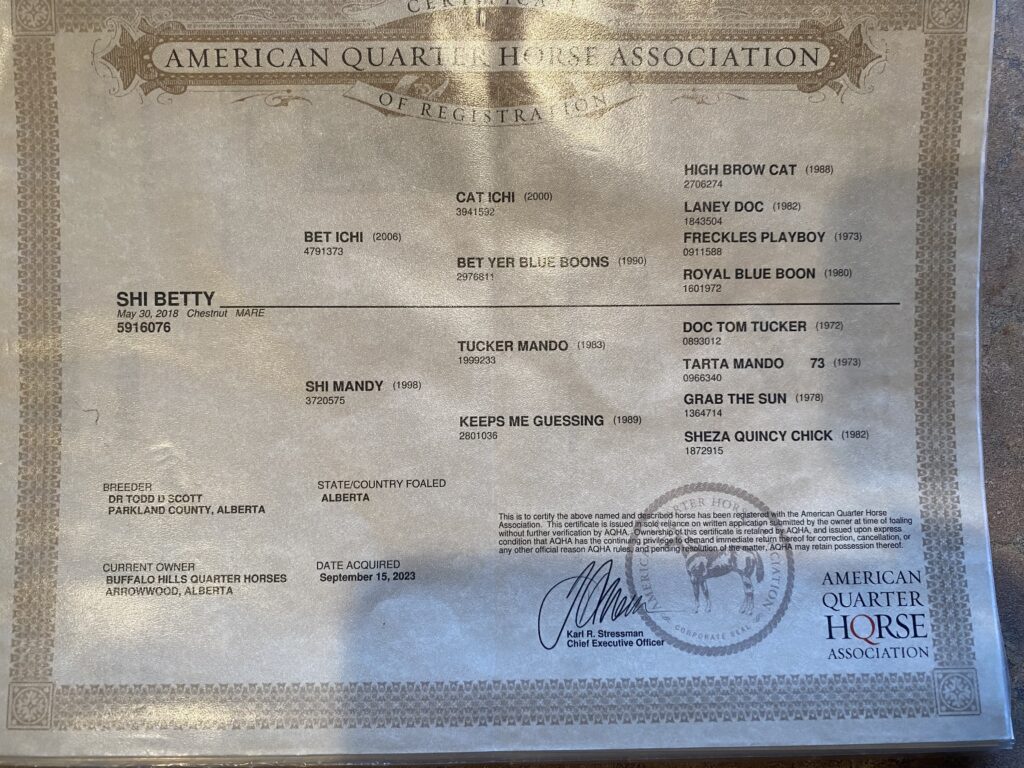 CERTIFICATE
AMERICAN QUARTER HORSE ASSOCIATION
OF REGISTRATION
HIGH BROW CAT (1988)
2706274
CAT ICHI (2000)
3941592
LANEY DOC (1982)
1843504
BET ICHI (2006)
4791373
FRECKLES PLAYBOY (1973)
0911588
BET YER BLUE BOONS (1990)
2976811
ROYAL BLUE BOON (1980)
1601972
SHI BETTY
May 30, 2018 Chestnut MARE
5916076
DOC TOM TUCKER (1972)
0893012
TUCKER MANDO (1983)
1999233
TARTA MANDO 73 (1973)
0966340
SHI MANDY (1998)
3720575
GRAB THE SUN (1978)
1364714
KEEPS ME GUESSING (1989)
2801036
SHEZA QUINCY CHICK (1982)
1872915
BREEDER
DR TODD D SCOTT
PARKLAND COUNTY, ALBERTA
STATE/COUNTRY FOALED
ALBERTA
CURRENT OWNER
BUFFALO HILLS QUARTER HORSES
ARROWWOOD, ALBERTA
DATE ACQUIRED
September 15, 2023
This is to certify the above named and described horse has been registered with the American Quarter Horse
Association. This certificate is issued in sole reliance on written application submitted by the owner at time of foaling
without further verification by AQHA. Ownership of this certificate is retained by AQHA, and issued upon express
condition that AQHA has the continuing privilege to demand immediate return thereof for correction, cancellation, or
any other official reason AQHA rules, and pending resolution of the matter, AQHA may retain possession thereof.
AMERICAN QUARTER HORSE ASSOCIATION
CORPORATE SEAL
Karl R. Stressman
Chief Executive Officer
AMERICAN
QUARTER
HORSE
ASSOCIATION